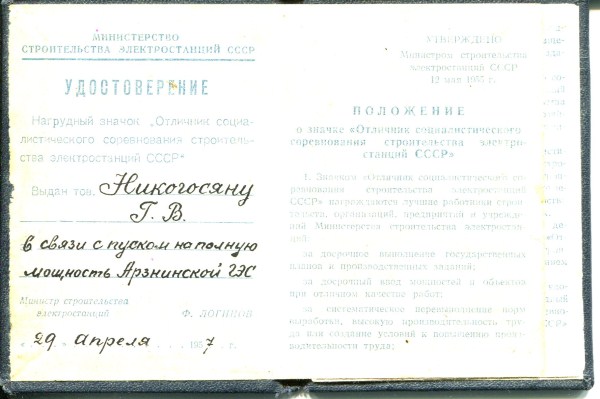 МИНИСТЕРСТВО
СТРОИТЕЛЬСТВА ЭЛЕКТРОСТАНЦИЙ СССР
УДОСТОВЕРЕНИЕ
Нагрудный значок „Отличник социа-
листического соревнования строитель-
ства электростанций СССР"
Выдан тов. Никогосяну
Г. В.
в связи с пуском на полную
мощность Арзнинской ГЭС
Министр строительства
электростанций Ф. ЛОГИНОВ
„29" апреля 1957 г.
УТВЕРЖДЕНО
Министром строительства
электростанций СССР
12 мая 1955 г.
ПОЛОЖЕНИЕ
о значке «Отличник социалистического
соревнования строительства электро-
станций СССР»
1. Значком «Отличник социалистического со-
ревнования строительства электростанций
СССР» награждаются лучшие работники строи-
тельств, организаций, предприятий и учрежде-
ний Министерства строительства электростан-
ций:
за досрочное выполнение государственных
планов и производственных заданий;
за досрочный ввод мощностей и объектов
при отличном качестве работ;
за систематическое перевыполнение норм
выработки, высокую производительность тру-
да или создание условий к повышению произ-
водительности труда;